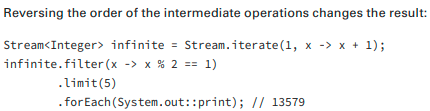 Reversing the order of the intermediate operations changes the result:
Stream<Integer> infinite = Stream.iterate(1, x -> x + 1);
infinite.filter(x -> x % 2 == 1)
.limit(5)
.forEach(System.out::print); // 13579